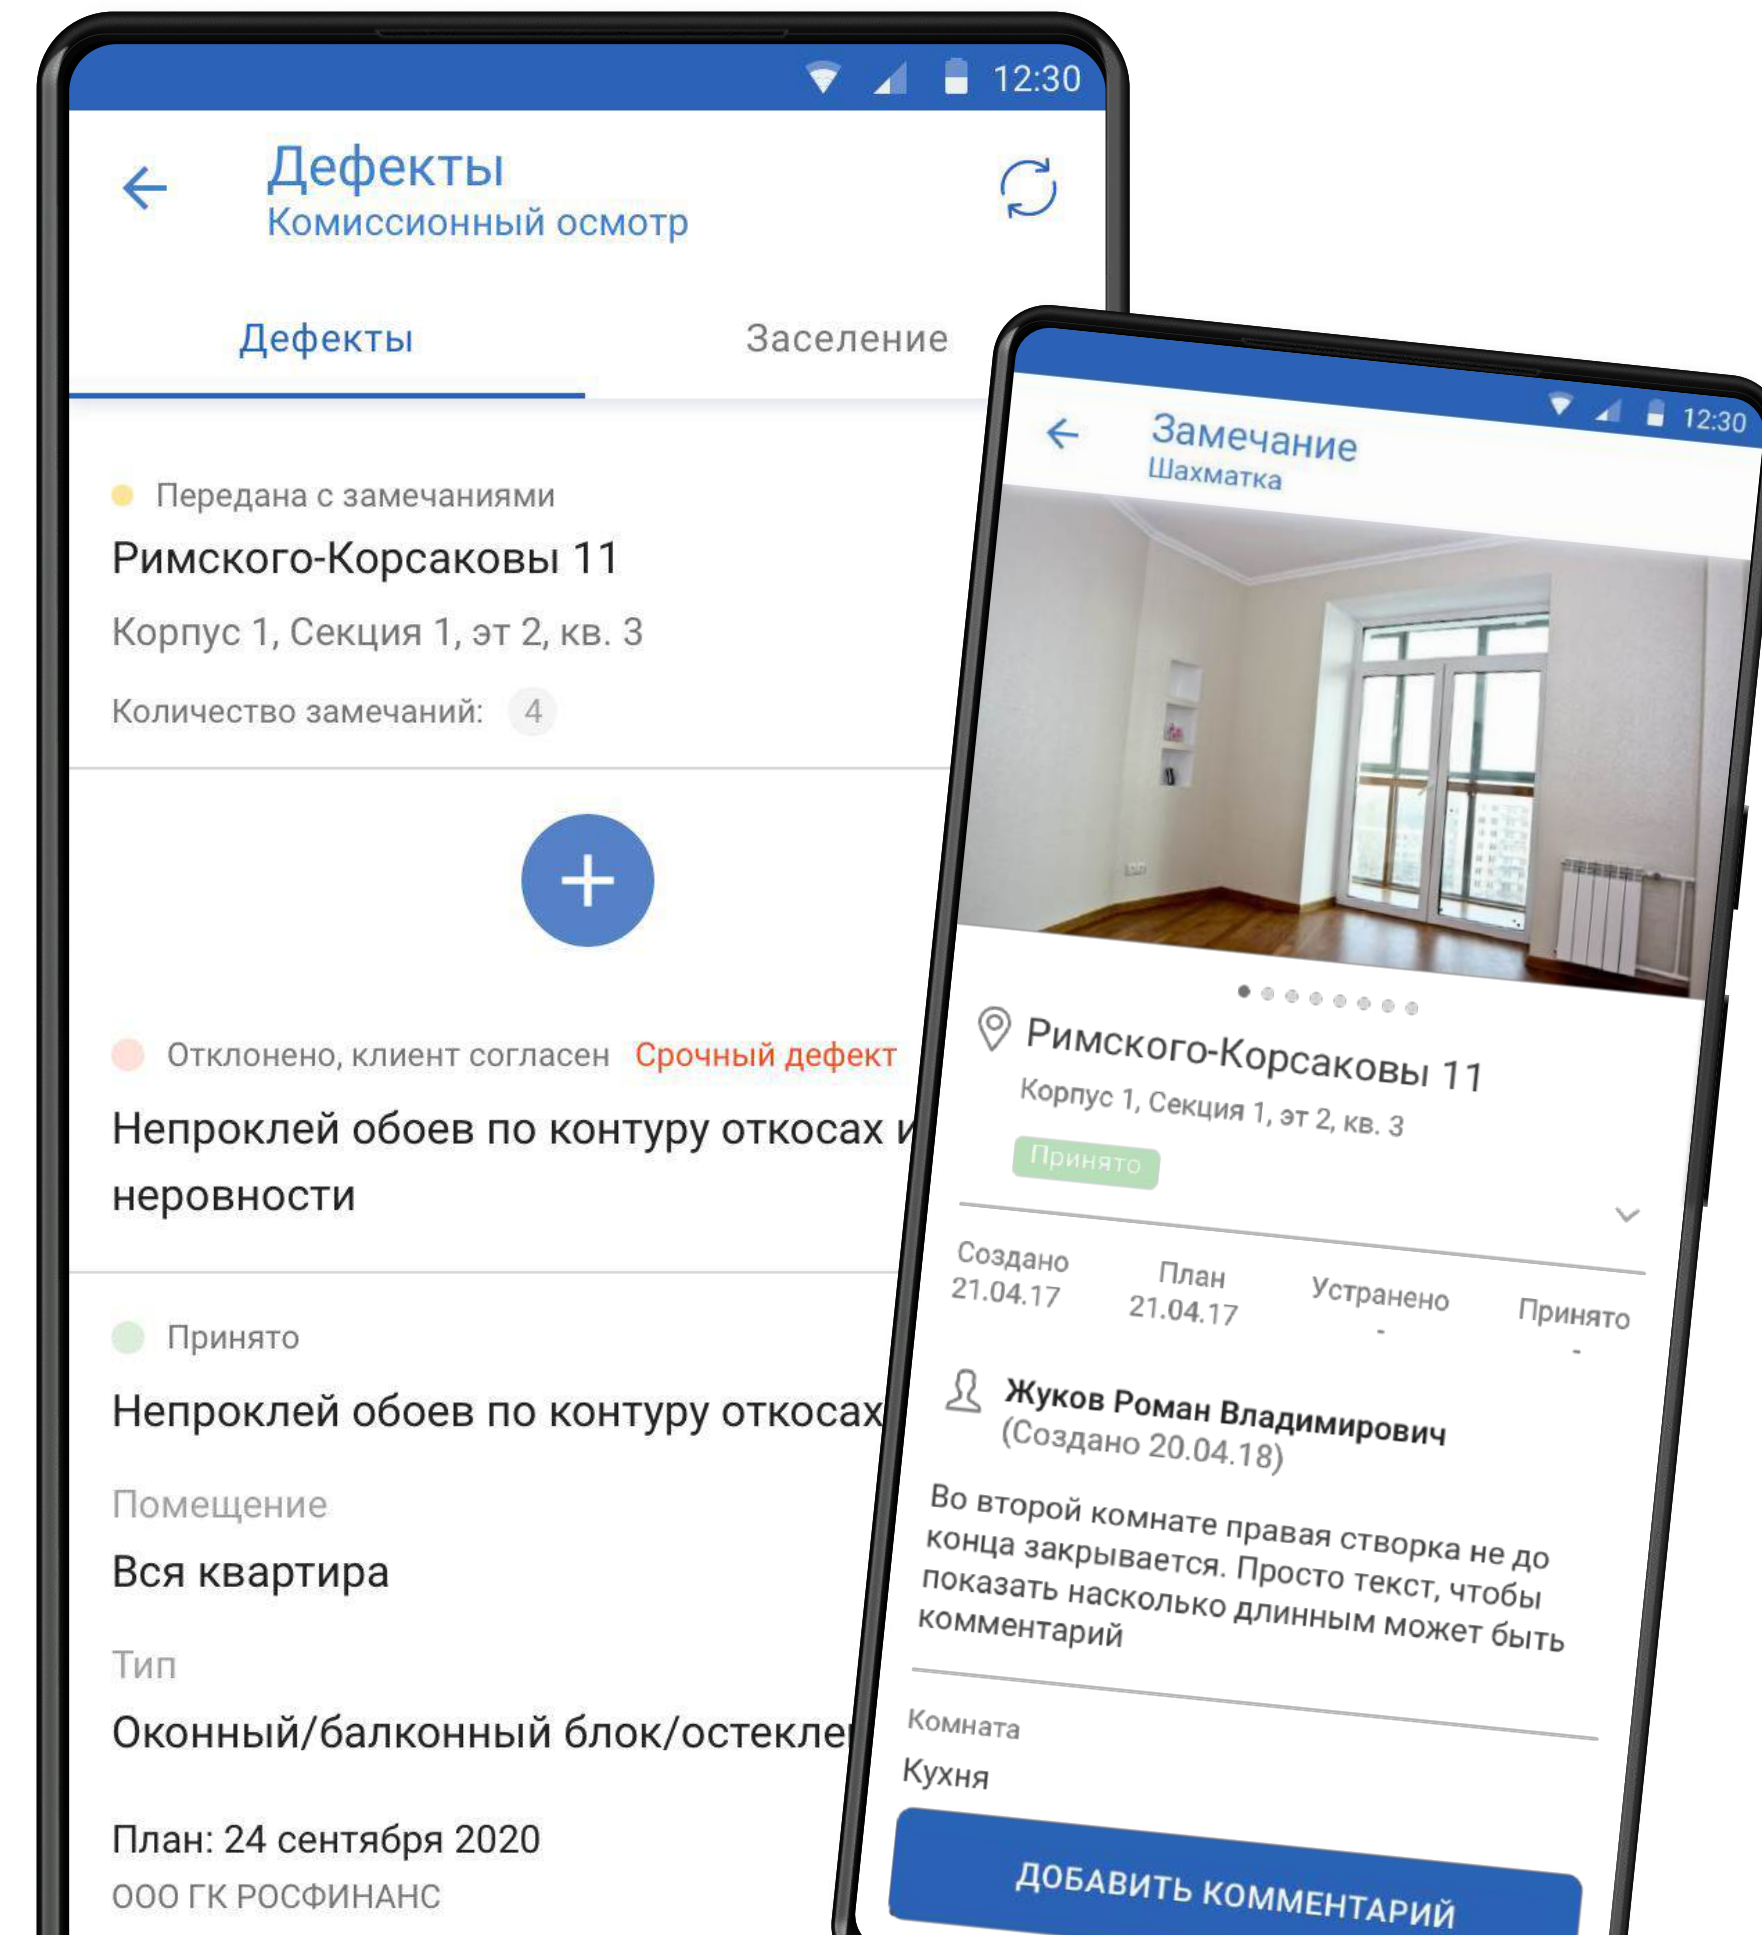 12:30
Дефекты
Комиссионный осмотр
Дефекты
Заселение
Передана с замечаниями
Римского-Корсаковы 11
Корпус 1, Секция 1, эт 2, кв. 3
Количество замечаний: 4
+
Отклонено, клиент согласен Срочный дефект
Непроклей обоев по контуру откосах и
неровности
Принято
Непроклей обоев по контуру откосах
Помещение
Вся квартира
Тип
Оконный/балконный блок/
План: 24 сентября 2020
ООО ГК РОСФИНАНС
12:30
Замечание
Шахматка
Римского-Корсаковы 11
Корпус 1, Секция 1, эт 2, кв. 3
Принято
Создано План Устранено Принято
21.04.17 21.04.17 - -
Жуков Роман Владимирович
(Создано 20.04.18)
Во второй комнате правая створка не до
конца закрывается. Просто текст, чтобы
показать насколько длинным может быть
комментарий
Комната
Кухня
ДОБАВИТЬ КОММЕНТАРИЙ